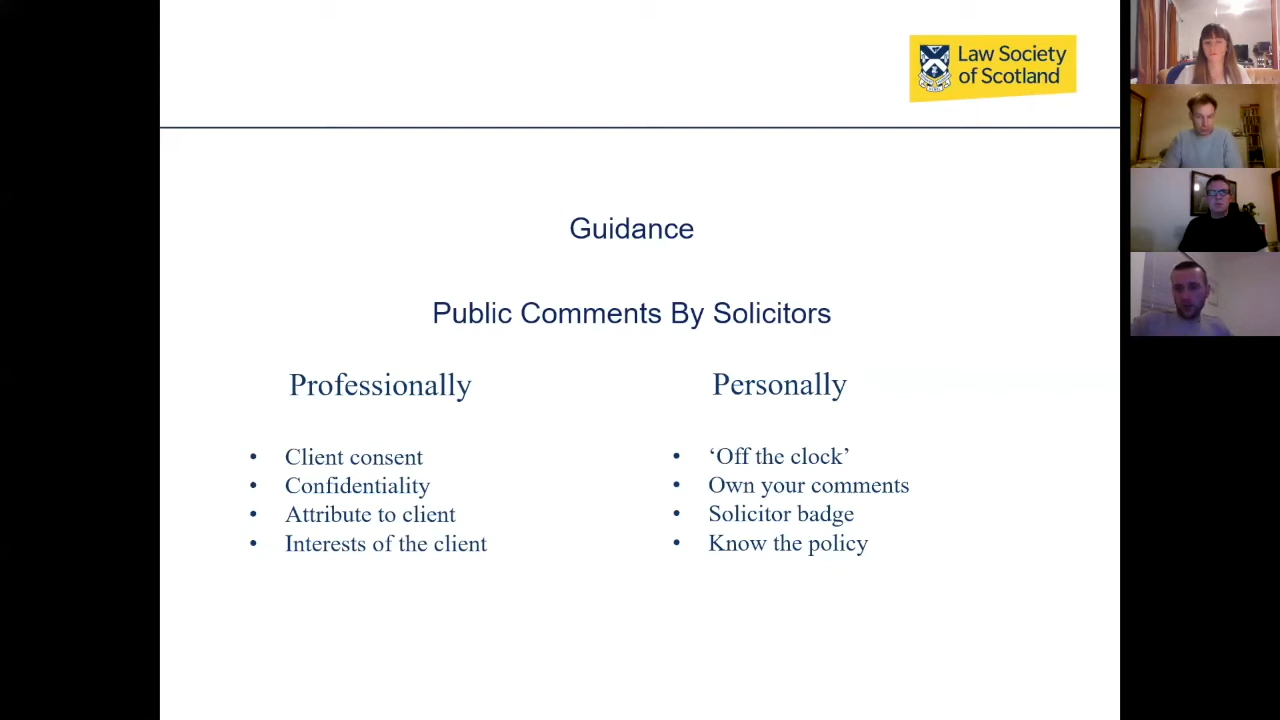 Law Society
of Scotland
Guidance
Public Comments By Solicitors
Professionally
• Client consent
• Confidentiality
• Attribute to client
• Interests of the client
Personally
• ‘Off the clock’
• Own your comments
• Solicitor badge
• Know the policy